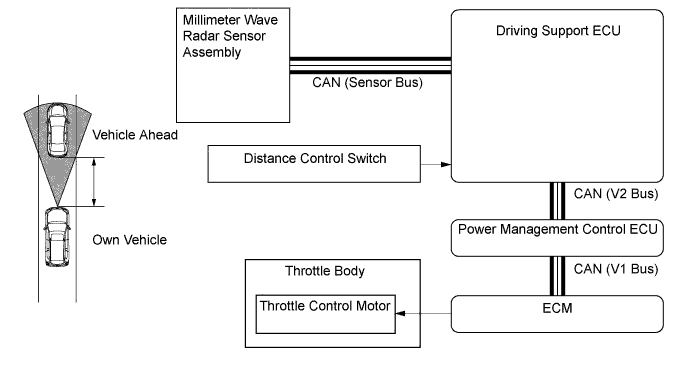 Millimeter Wave
Radar Sensor
Assembly
Driving Support ECU
CAN (Sensor Bus)
Vehicle Ahead
Distance Control Switch
CAN (V2 Bus)
Own Vehicle
Power Management Control ECU
CAN (V1 Bus)
Throttle Body
Throttle Control Motor
ECM